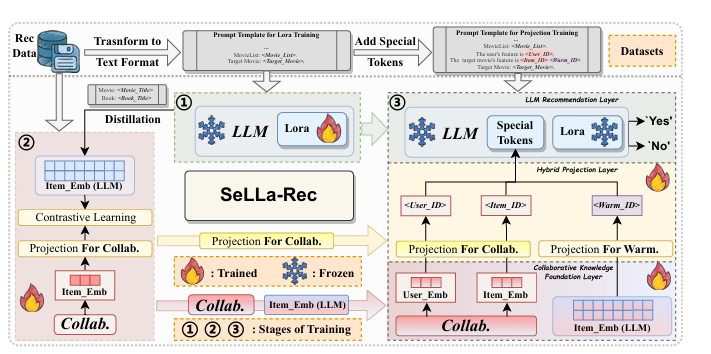 Rec
Data
Trasnform to
Text Format
Prompt Template for Lora Training
...
MovieList: <Movie_List>.
Target Movie: <Target_Movie>.
Add Special
Tokens
Prompt Template for Projection Training
...
MovieList: <Movie_List>.
The user's feature is <User_ID>.
The target movie's feature is <Item_ID> <Warm_ID>
Target Movie: <Target_Movie>.
Datasets
Movie: <Movie_Title>
Book: <Book_Title>
Distillation
①
LLM
Lora
③
LLM Recommendation Layer
LLM
Special
Tokens
Lora
'Yes'
'No'
②
Item_Emb (LLM)
Contrastive Learning
Projection For Collab.
Item_Emb
Collab.
SeLLa-Rec
Projection For Collab.
: Trained
: Frozen
Collab.
Item_Emb (LLM)
① ② ③ : Stages of Training
Hybrid Projection Layer
<User_ID>
<Item_ID>
<Warm_ID>
Projection For Collab.
Projection For Warm.
Collaborative Knowledge
Foundation Layer
User_Emb
Item_Emb
Collab.
Item_Emb (LLM)